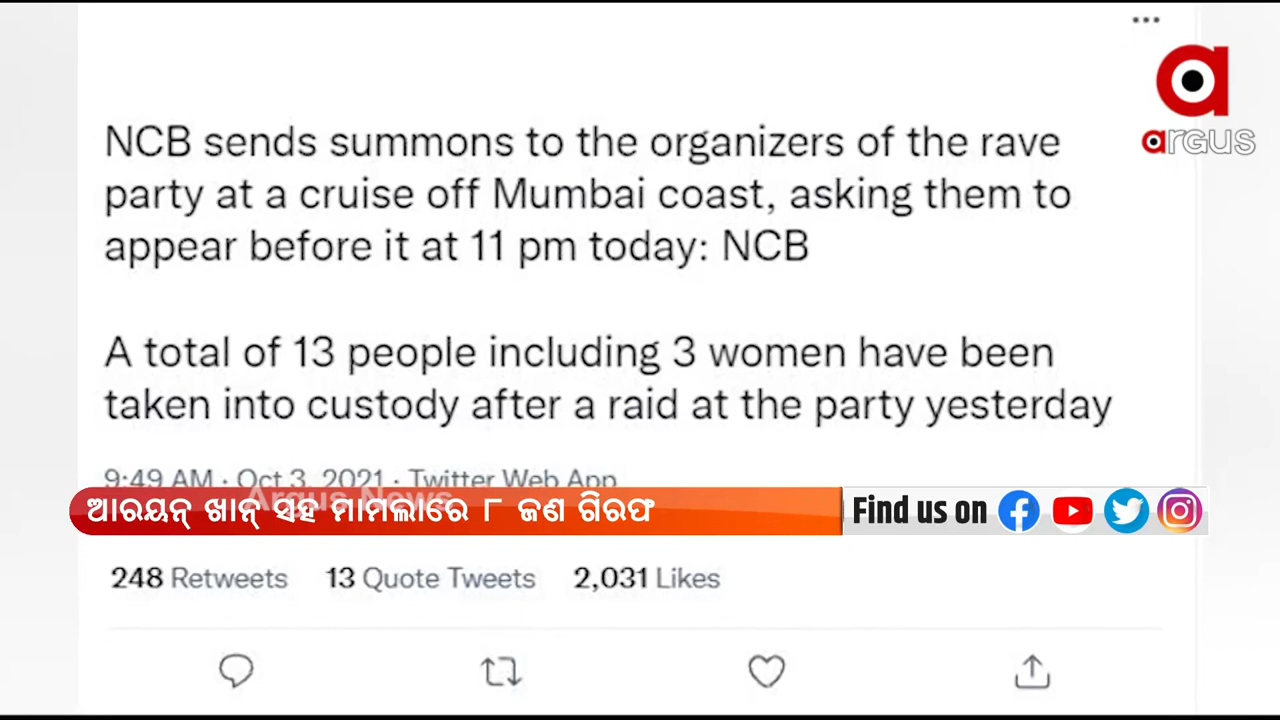 argus
NCB sends summons to the organizers of the rave
party at a cruise off Mumbai coast, asking them to
appear before it at 11 pm today: NCB
A total of 13 people including 3 women have been
taken into custody after a raid at the party yesterday
9:49 AM · Oct 3, 2021 · Twitter Web App
Argus News
ଆରୟନ୍ ଖାନ୍ ସହ ମାମଲାରେ ୮ ଜଣ ଗିରଫ
Find us on
248 Retweets 13 Quote Tweets 2,031 Likes